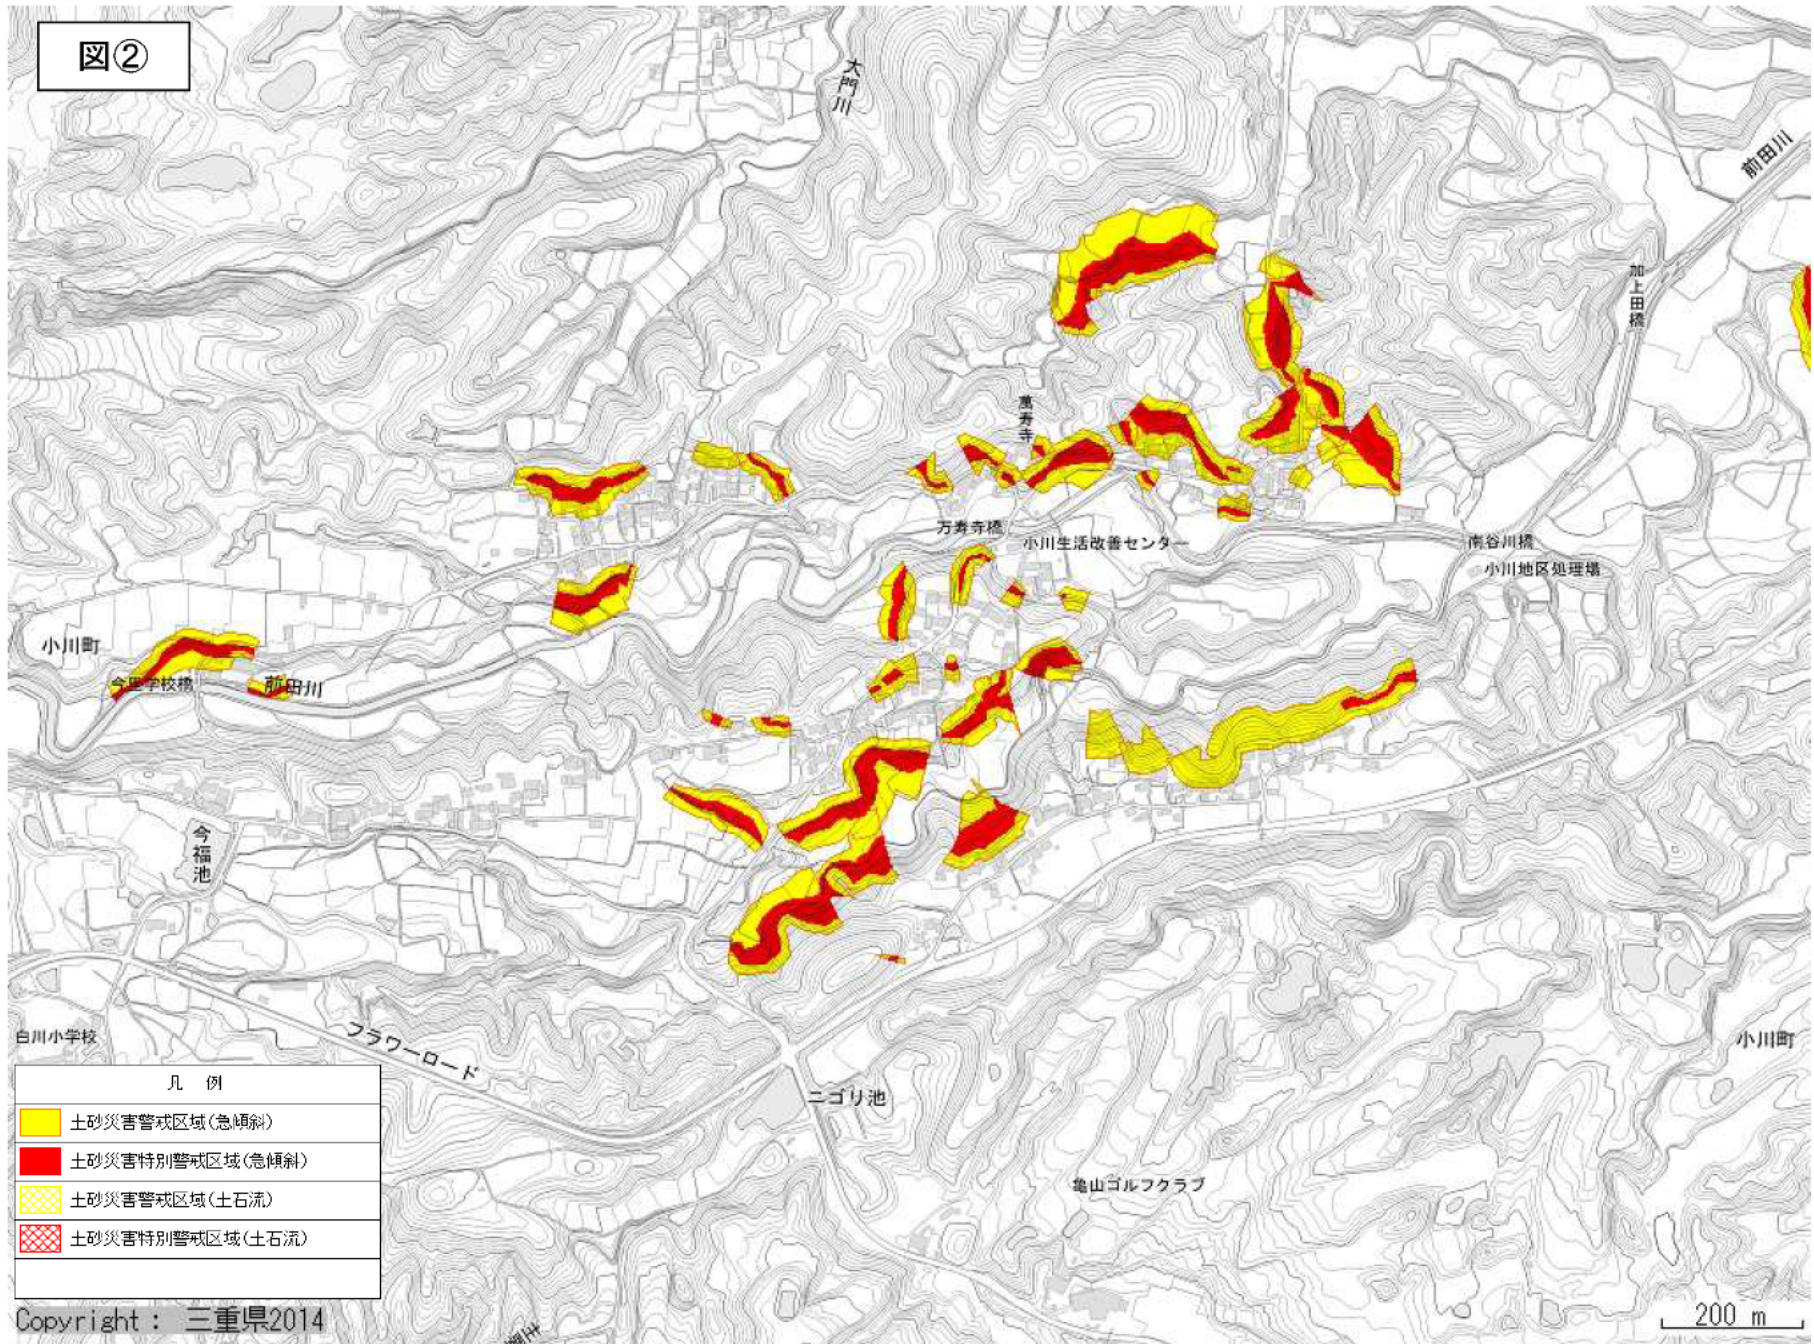 図②
大門川
前田川
加上田橋
萬寿寺
万寿寺橋
小川生活改善センター
南谷川橋
小川地区処理場
小川町
今里学校橋
前田川
今福池
白川小学校
フラワーロード
ニゴリ池
小川町
亀山ゴルフクラブ
凡 例
土砂災害警戒区域(急傾斜)
土砂災害特別警戒区域(急傾斜)
土砂災害警戒区域(土石流)
土砂災害特別警戒区域(土石流)
Copyright : 三重県2014
200 m